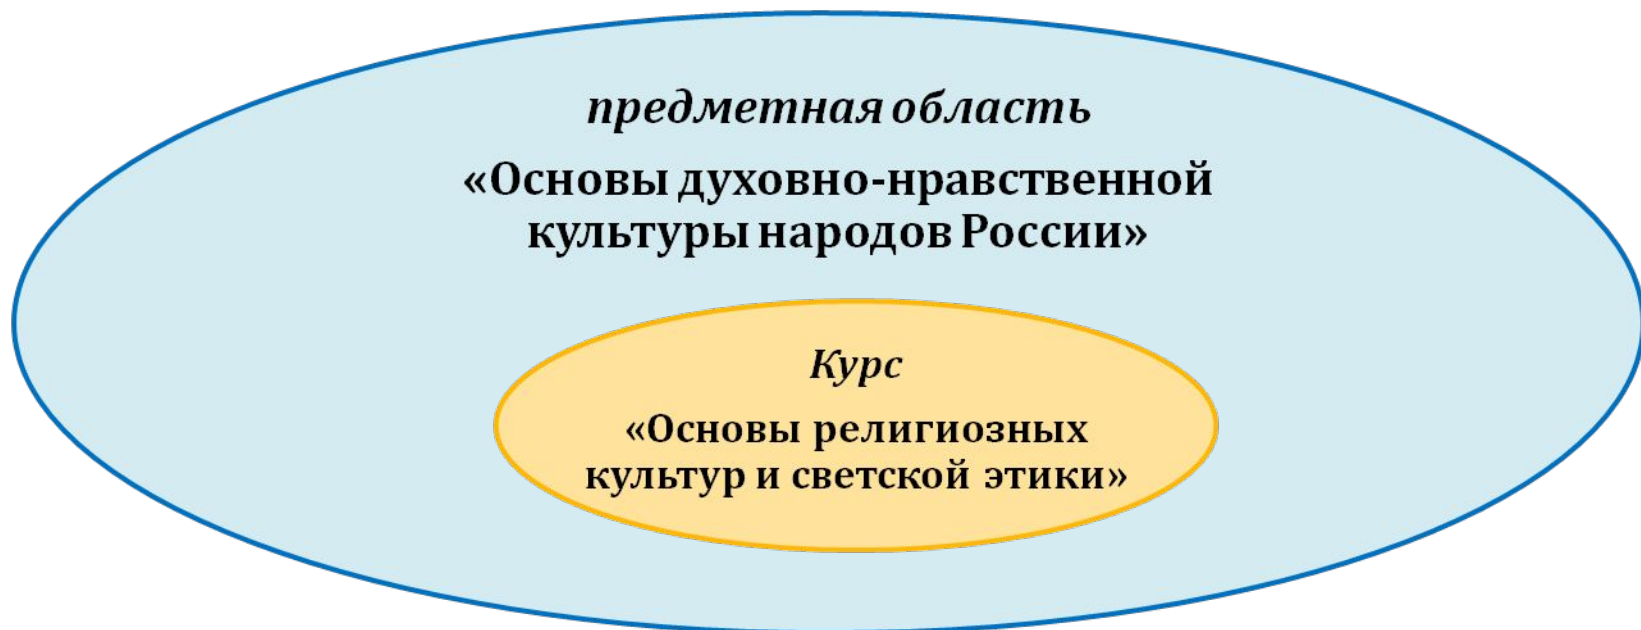 предметная область
«Основы духовно-нравственной
культуры народов России»
Курс
«Основы религиозных
культур и светской этики»